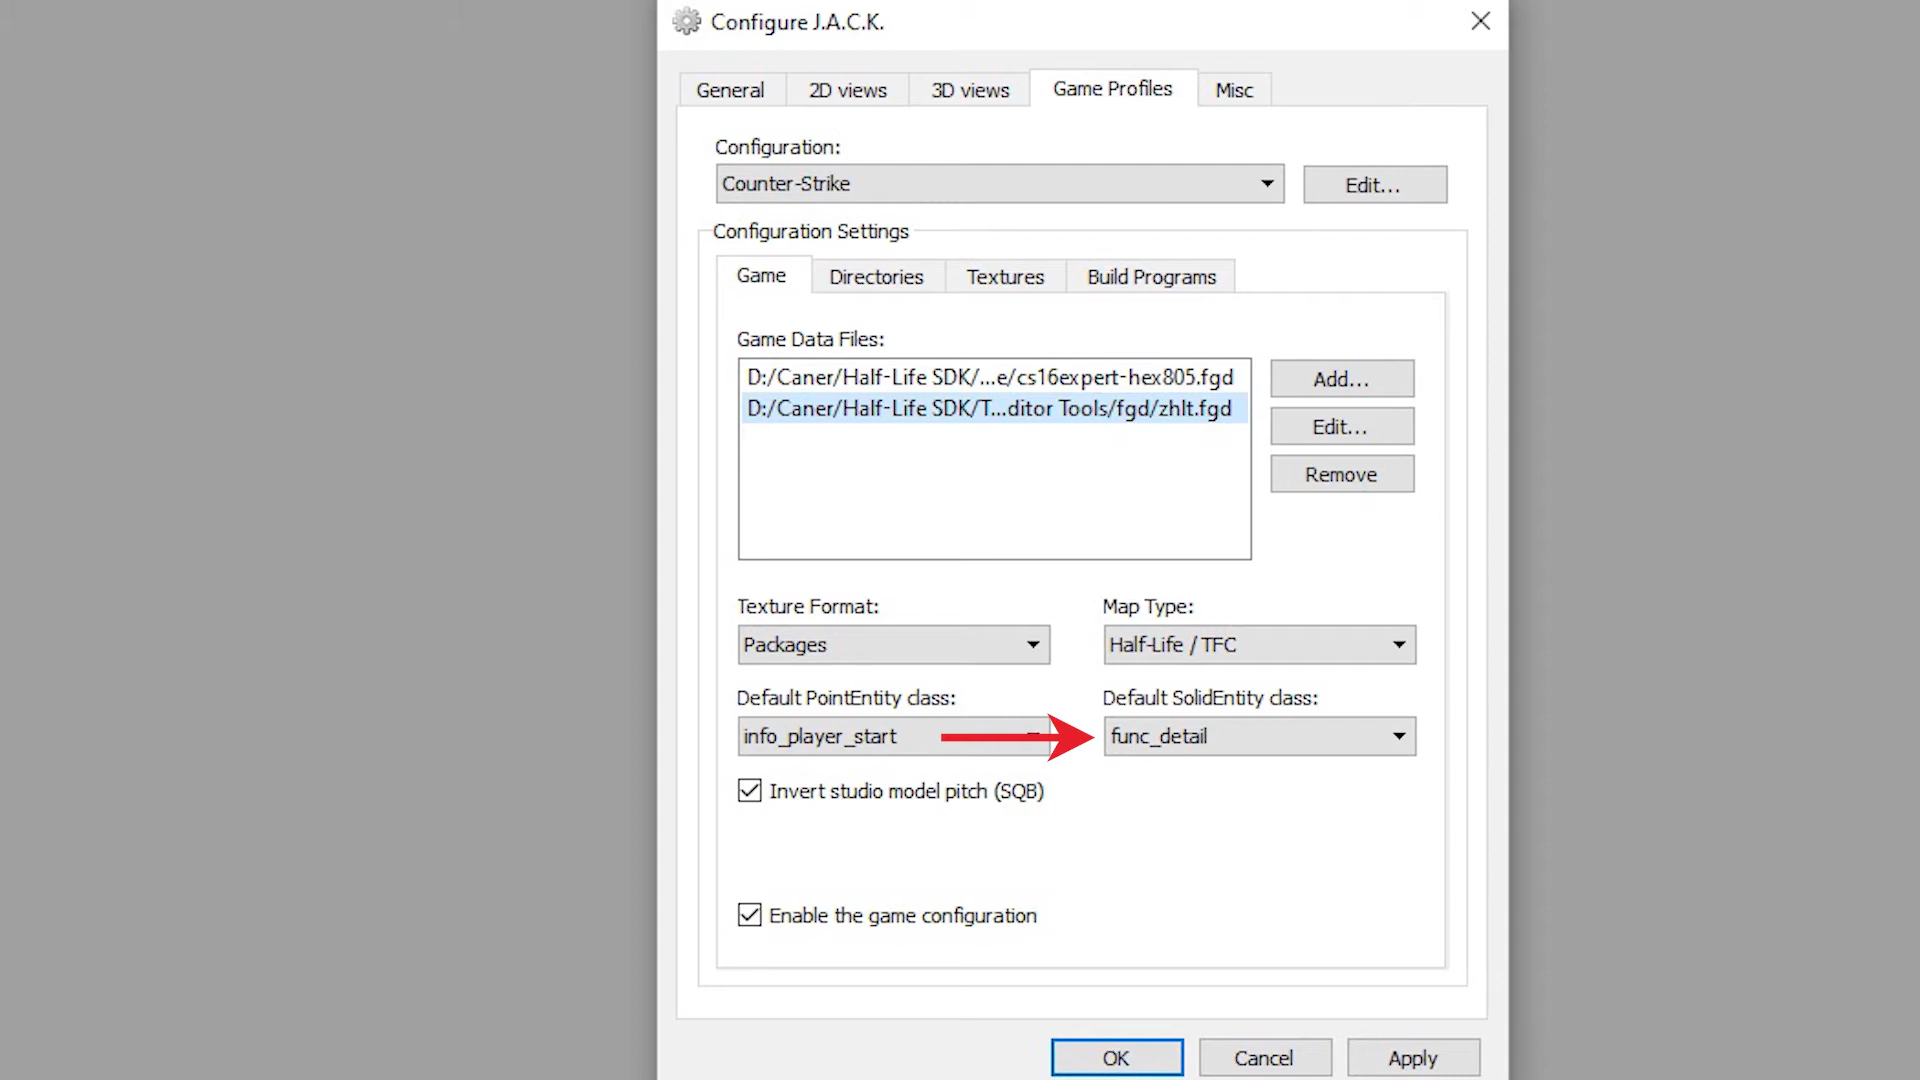 Configure J.A.C.K.
General
2D views
3D views
Game Profiles
Misc
Configuration:
Counter-Strike
Edit...
Configuration Settings
Game
Directories
Textures
Build Programs
Game Data Files:
D:/Caner/Half-Life SDK/...e/cs16expert-hex805.fgd
D:/Caner/Half-Life SDK/T...ditor Tools/fgd/zhlt.fgd
Add...
Edit...
Remove
Texture Format:
Map Type:
Packages
Half-Life / TFC
Default PointEntity class:
Default SolidEntity class:
info_player_start
func_detail
Invert studio model pitch (SQB)
Enable the game configuration
OK
Cancel
Apply